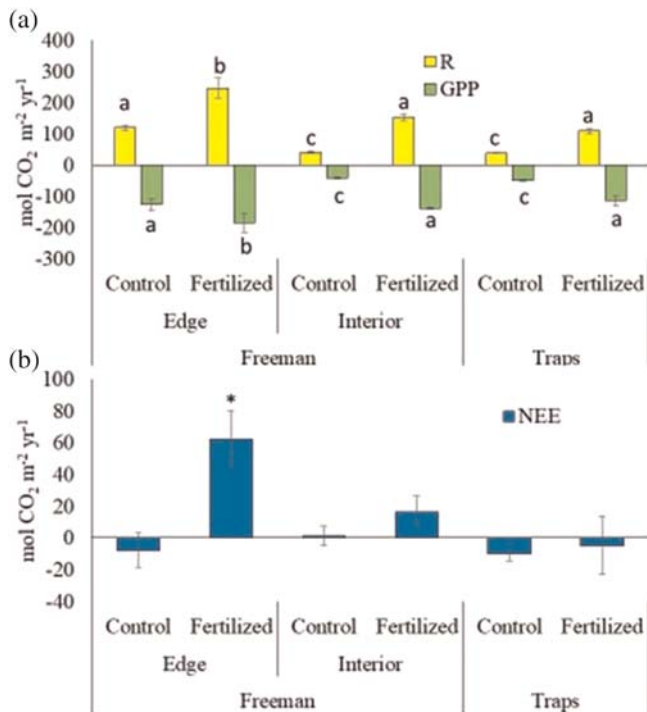 (a)
mol CO₂ m⁻² yr⁻¹
400
300
200
100
0
-100
-200
-300
R
GPP
a b c a c a
a b c a c a
Control Fertilized Control Fertilized Control Fertilized
Edge Interior
Freeman Traps
(b)
mol CO₂ m⁻² yr⁻¹
100
80
60
40
20
0
-20
-40
*
NEE
Control Fertilized Control Fertilized Control Fertilized
Edge Interior
Freeman Traps